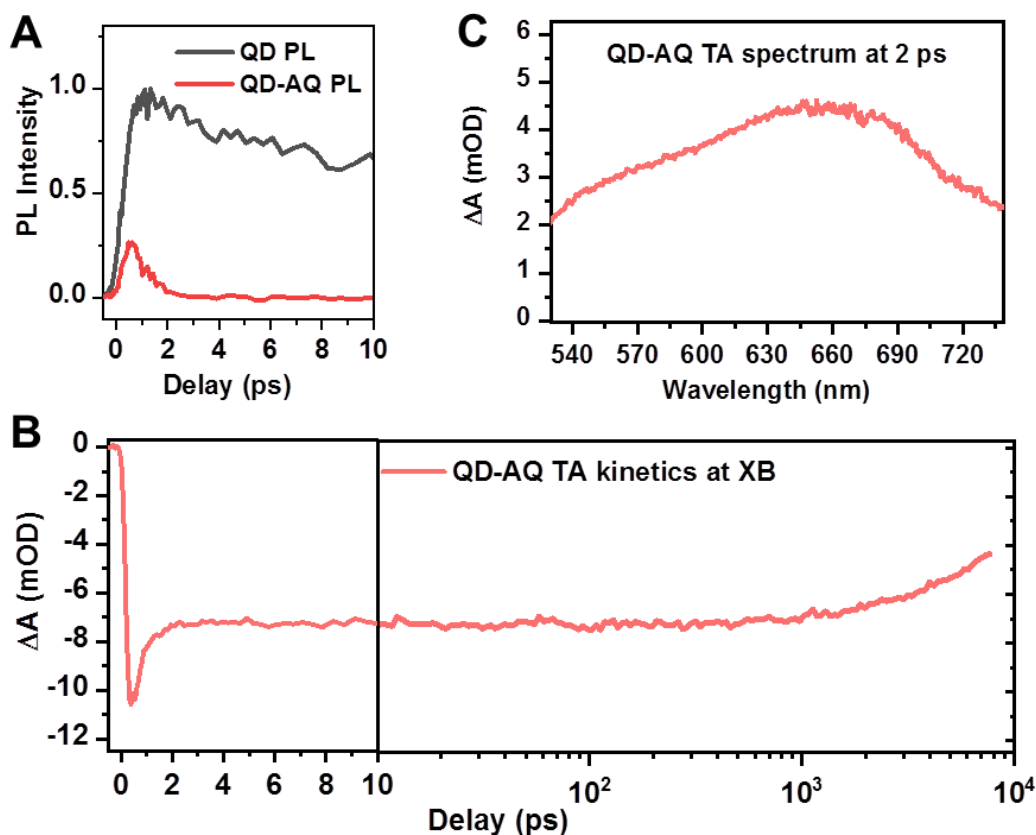 A
QD PL
QD-AQ PL
1.0
0.5
0.0
PL Intensity
0 2 4 6 8 10
Delay (ps)
C
QD-AQ TA spectrum at 2 ps
6
5
4
3
2
1
0
ΔA (mOD)
540 570 600 630 660 690 720
Wavelength (nm)
B
QD-AQ TA kinetics at XB
0
-2
-4
-6
-8
-10
-12
ΔA (mOD)
0 2 4 6 8 10 10² 10³ 10⁴
Delay (ps)